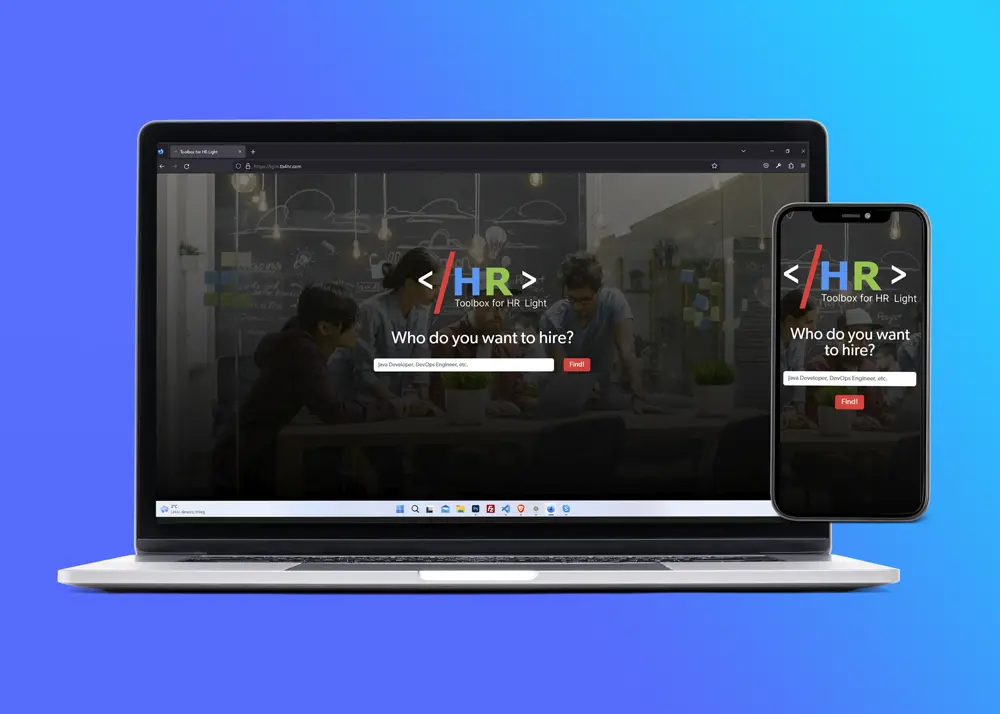 Toolbox for HR Light
https://light.tb4hr.com
</HR>
Toolbox for HR Light
Who do you want to hire?
Java Developer, DevOps Engineer, etc.
Find!
2°C
</HR>
Toolbox for HR Light
Who do you want
to hire?
Java Developer, DevOps Engineer, etc.
Find!